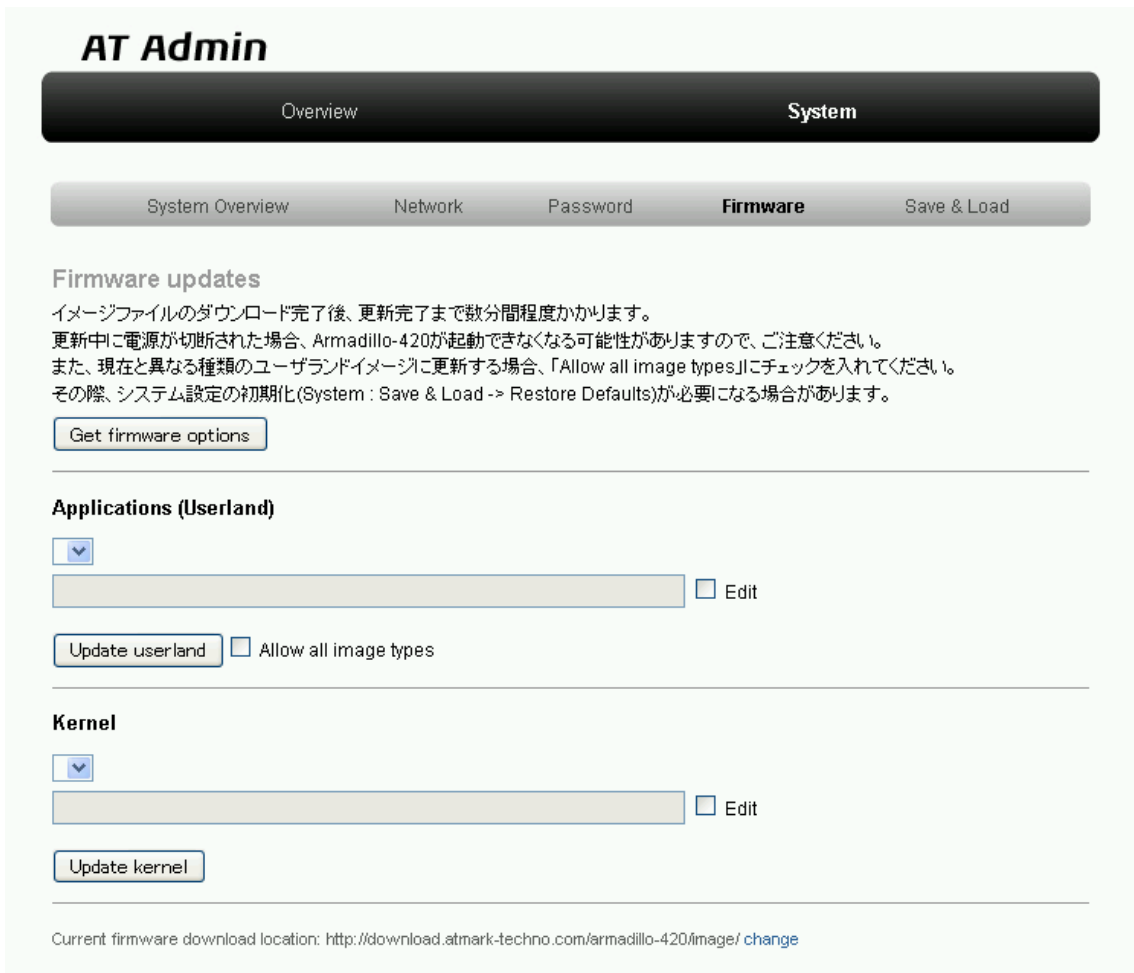 AT Admin
Overview System
System Overview Network Password Firmware Save & Load
Firmware updates
イメージファイルのダウンロード完了後、更新完了まで数分間程度かかります。
更新中に電源が切断された場合、Armadillo-420が起動できなくなる可能性がありますので、ご注意ください。
また、現在と異なる種類のユーザランドイメージに更新する場合、「Allow all image types」にチェックを入れてください。
その際、システム設定の初期化(System : Save & Load -> Restore Defaults)が必要になる場合があります。
Get firmware options
Applications (Userland)
Edit
Update userland Allow all image types
Kernel
Edit
Update kernel
Current firmware download location: http://download.atmark-techno.com/armadillo-420/image/ change